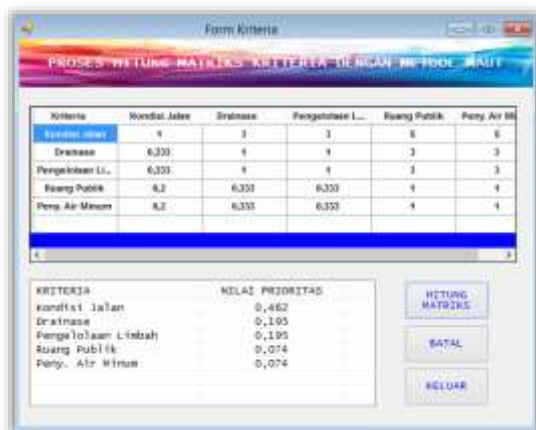 Form Kriteria
PROSES HITUNG MATRIKS KRITERIA DENGAN METODE MAUT
Kriteria Kondisi Jalan Drainase Pengelolaan L... Ruang Publik Peny. Air Mi
Kondisi Jalan 1 3 3 5 5
Drainase 0,333 1 1 3 3
Pengelolaan Li... 0,333 1 1 3 3
Ruang Publik 0,2 0,333 0,333 1 1
Peny. Air Minum 0,2 0,333 0,333 1 1
KRITERIA NILAI PRIORITAS
Kondisi Jalan 0,462
Drainase 0,195
Pengelolaan Limbah 0,195
Ruang Publik 0,074
Peny. Air Minum 0,074
HITUNG
MATRIKS
BATAL
KELUAR